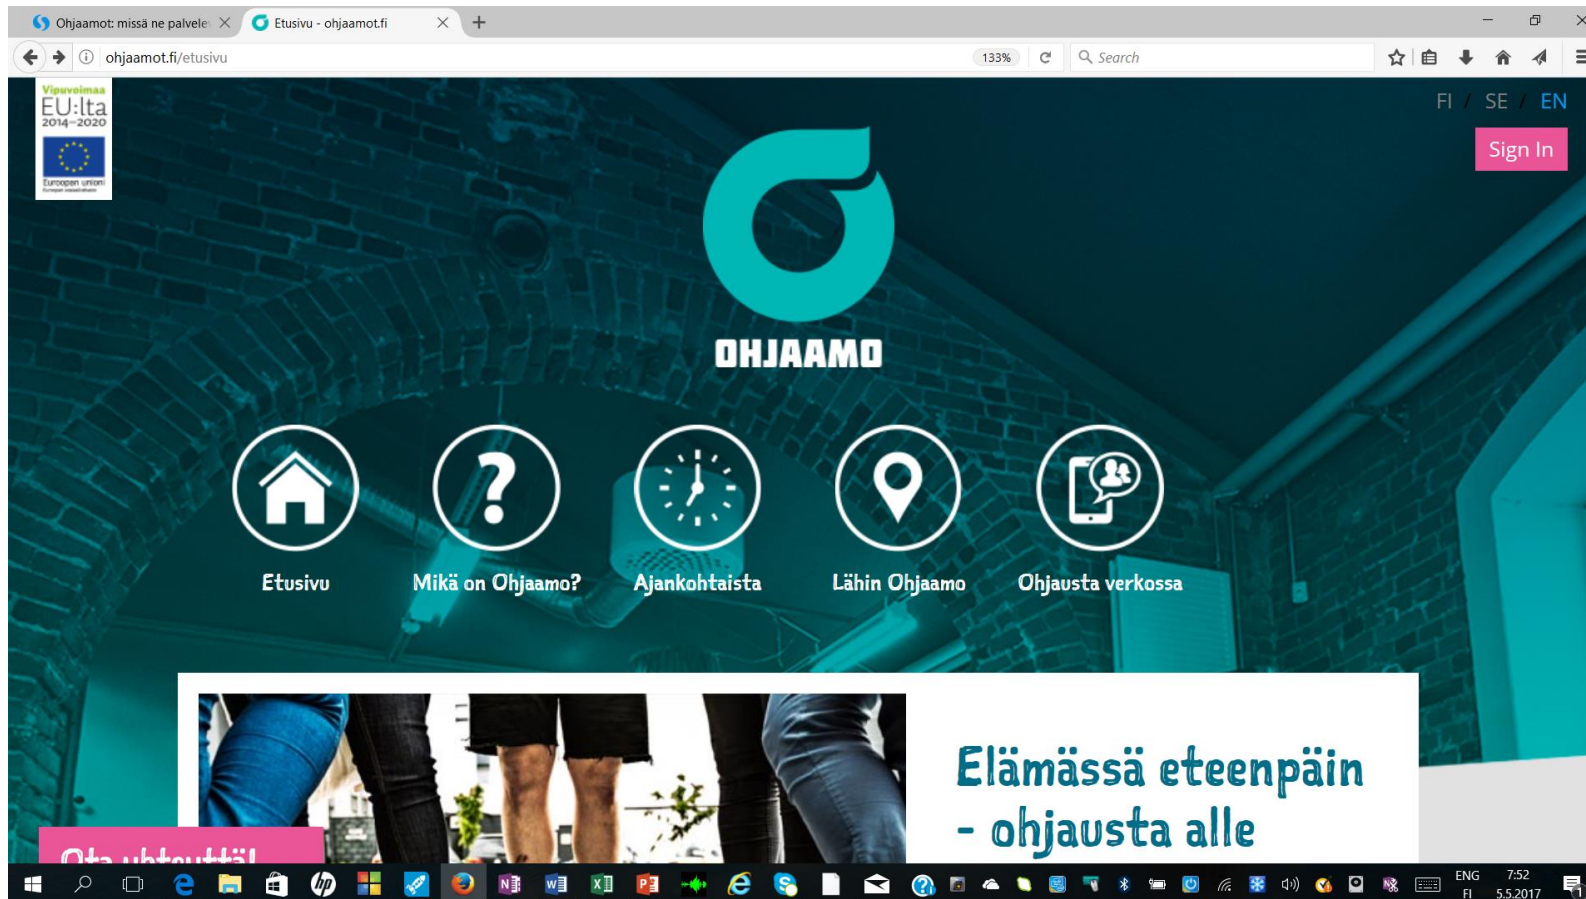 Ohjaamot: missä ne palvele
Etusivu - ohjaamot.fi
ohjaamot.fi/etusivu
133%
Search
Vipuvoimaa
EU:lta
2014–2020
Euroopan unioni
FI / SE / EN
Sign In
OHJAAMO
Etusivu
Mikä on Ohjaamo?
Ajankohtaista
Lähin Ohjaamo
Ohjausta verkossa
Elämässä eteenpäin
- ohjausta alle
Ota yhteyttä!
ENG
FI
7:52
5.5.2017